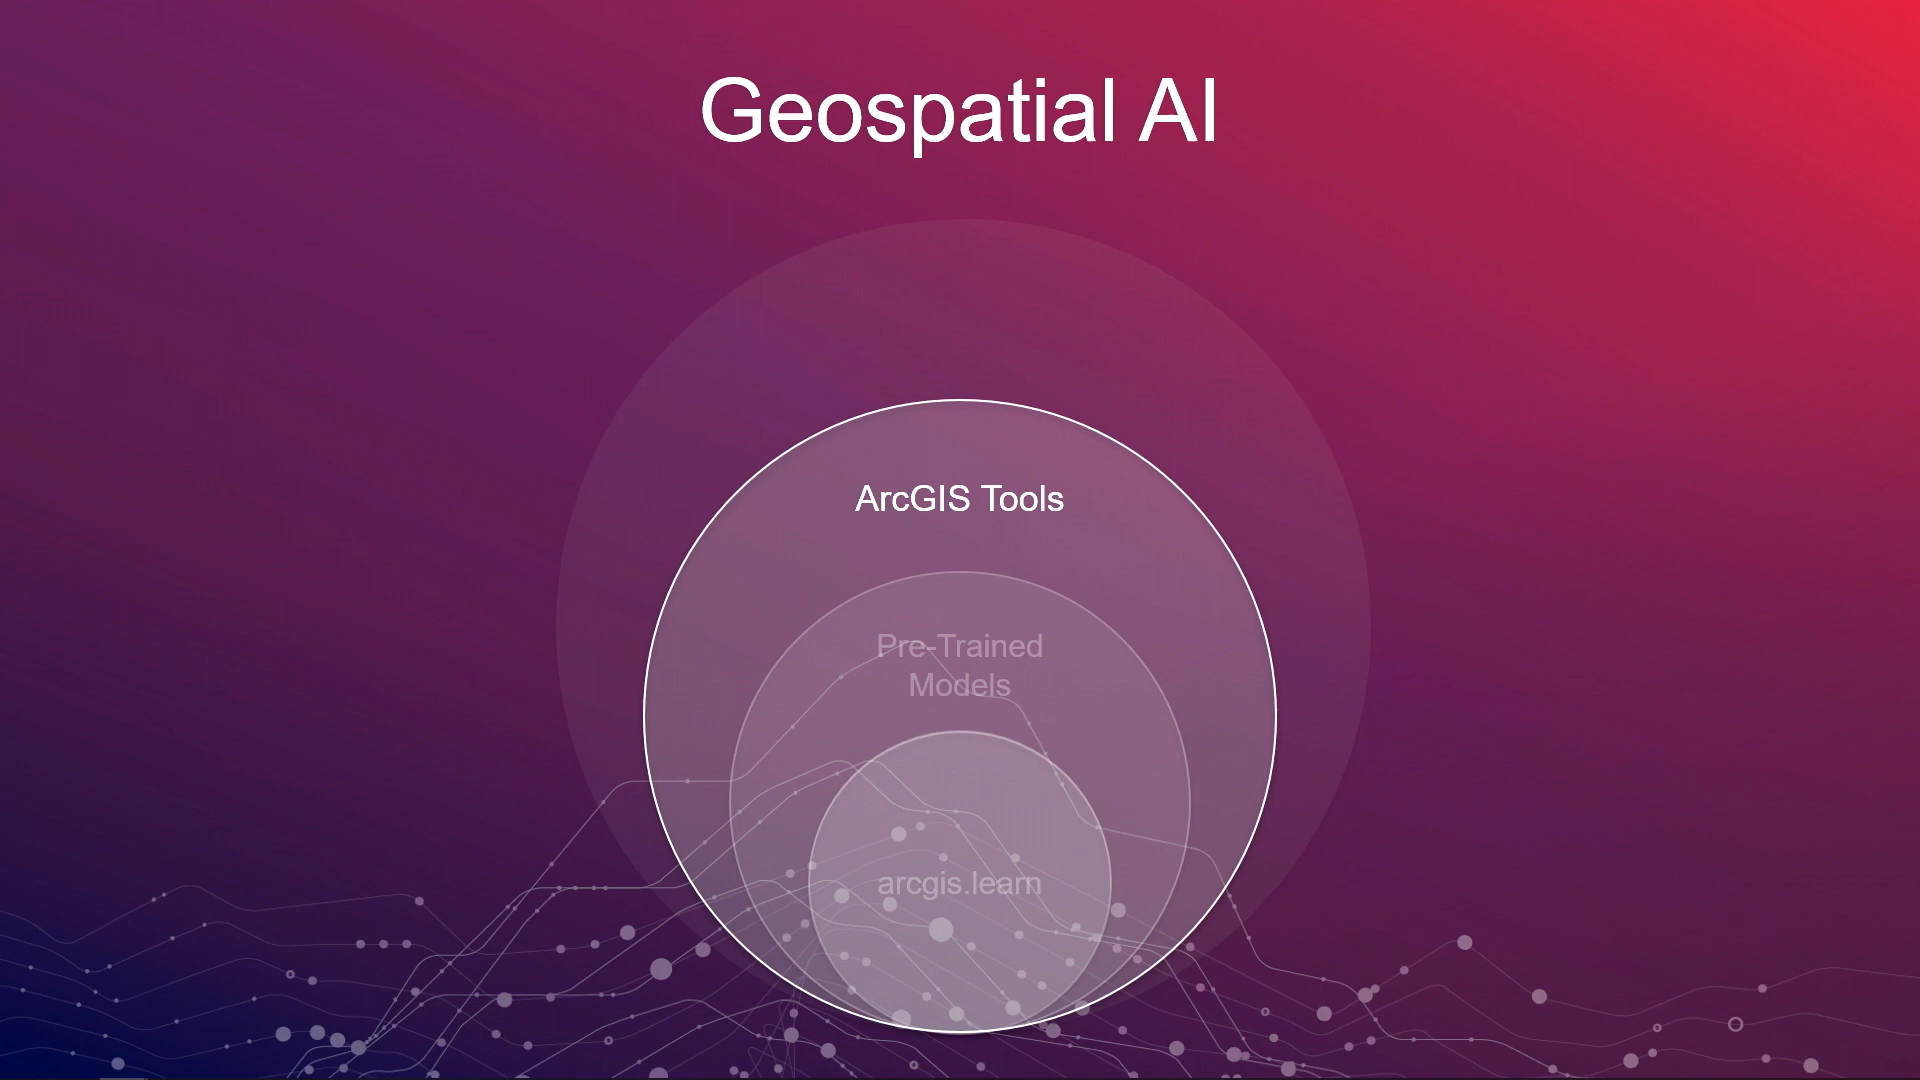 Geospatial AI
ArcGIS Tools
Pre-Trained
Models
arcgis.learn